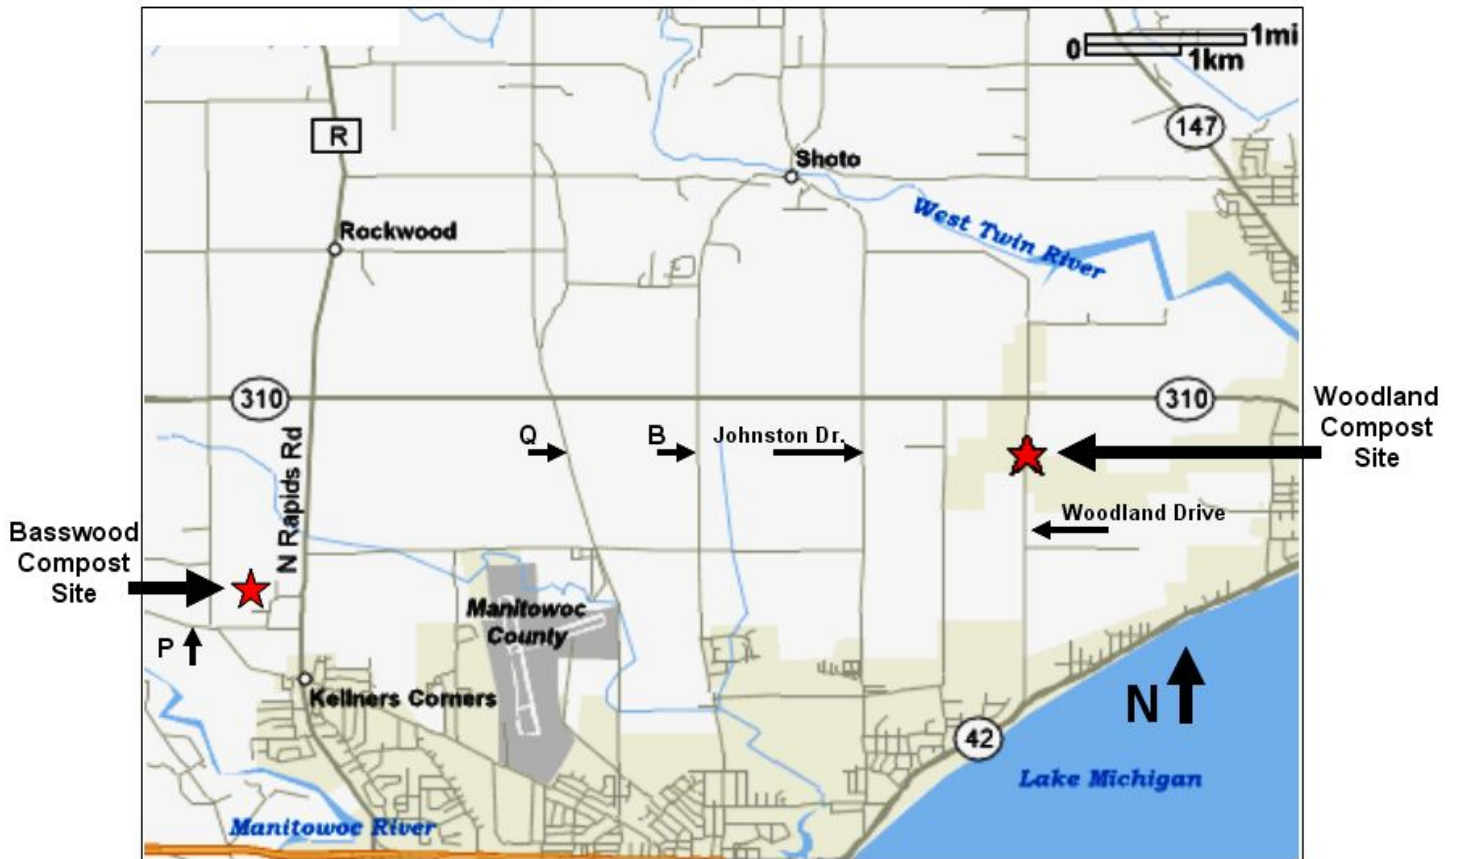 0
1mi
1km
147
R
Shoto
West Twin River
Rockwood
310
310
Woodland
Compost
Site
N Rapids Rd
Q
B
Johnston Dr.
Woodland Drive
Basswood
Compost
Site
P
Manitowoc
County
Kellners Corners
N
42
Lake Michigan
Manitowoc River